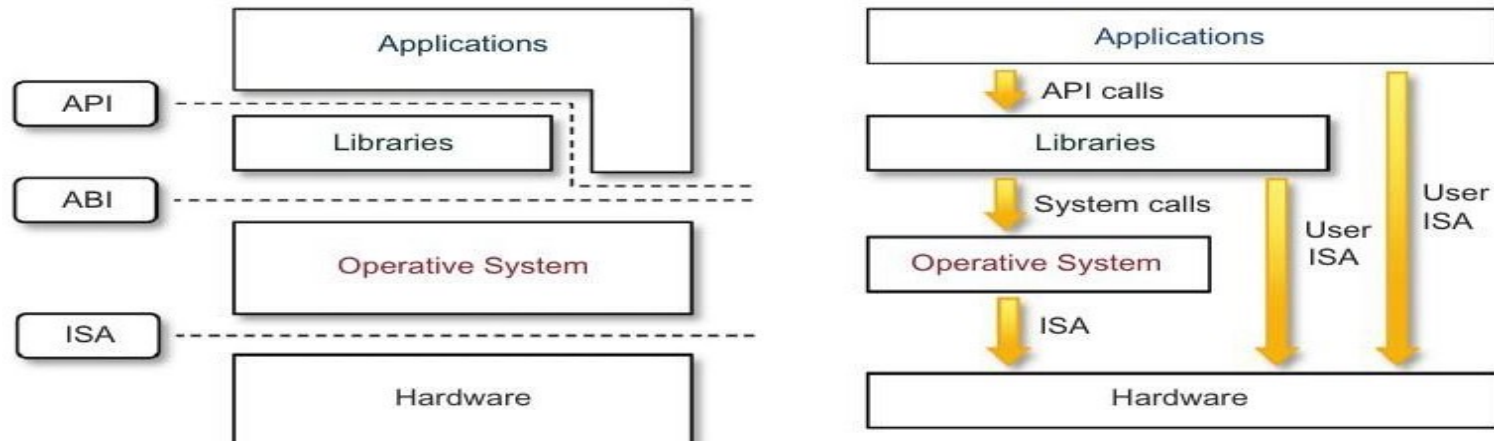 Applications
API
Libraries
ABI
Operative System
ISA
Hardware
Applications
API calls
Libraries
System calls
User
ISA
User
ISA
Operative System
ISA
Hardware